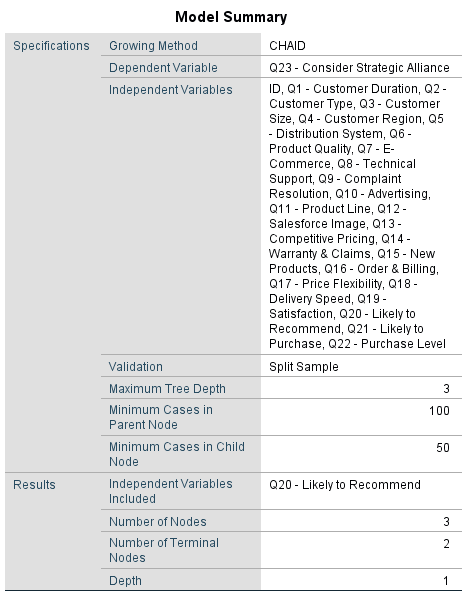 Model Summary
Specifications Growing Method CHAID
Dependent Variable Q23 - Consider Strategic Alliance
Independent Variables ID, Q1 - Customer Duration, Q2 -
Customer Type, Q3 - Customer
Size, Q4 - Customer Region, Q5
- Distribution System, Q6 -
Product Quality, Q7 - E-
Commerce, Q8 - Technical
Support, Q9 - Complaint
Resolution, Q10 - Advertising,
Q11 - Product Line, Q12 -
Salesforce Image, Q13 -
Competitive Pricing, Q14 -
Warranty & Claims, Q15 - New
Products, Q16 - Order & Billing,
Q17 - Price Flexibility, Q18 -
Delivery Speed, Q19 -
Satisfaction, Q20 - Likely to
Recommend, Q21 - Likely to
Purchase, Q22 - Purchase Level
Validation Split Sample
Maximum Tree Depth 3
Minimum Cases in 100
Parent Node
Minimum Cases in Child 50
Node
Results Independent Variables Q20 - Likely to Recommend
Included
Number of Nodes 3
Number of Terminal 2
Nodes
Depth 1